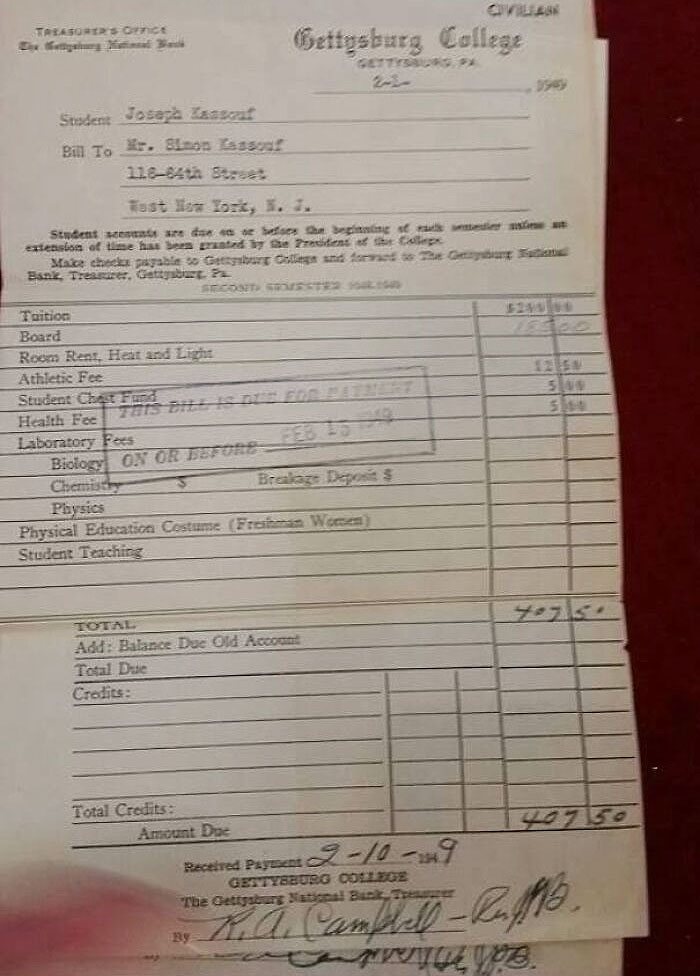 CIVILIAN
TREASURER'S OFFICE
The Gettysburg National Bank
Gettysburg College
GETTYSBURG, PA.
2-1- , 1949
Student Joseph Kassouf
Bill To Mr. Simon Kassouf
116-64th Street
West New York, N. J.
Student accounts are due on or before the beginning of each semester unless an
extension of time has been granted by the President of the College.
Make checks payable to Gettysburg College and forward to The Gettysburg National
Bank, Treasurer, Gettysburg, Pa.
SECOND SEMESTER 1948-1949
Tuition $200 00
Board 185 00
Room Rent, Heat and Light
Athletic Fee 12 50
Student Chest Fund 5 00
Health Fee 5 00
THIS BILL IS DUE FOR PAYMENT
ON OR BEFORE FEB 15 1949
Laboratory Fees
Biology
Chemistry $ Breakage Deposit $
Physics
Physical Education Costume (Freshman Women)
Student Teaching
TOTAL 407 50
Add: Balance Due Old Account
Total Due
Credits:
Total Credits:
Amount Due 407 50
Received Payment 2-10-1949
GETTYSBURG COLLEGE
The Gettysburg National Bank, Treasurer
By R. A. Campbell